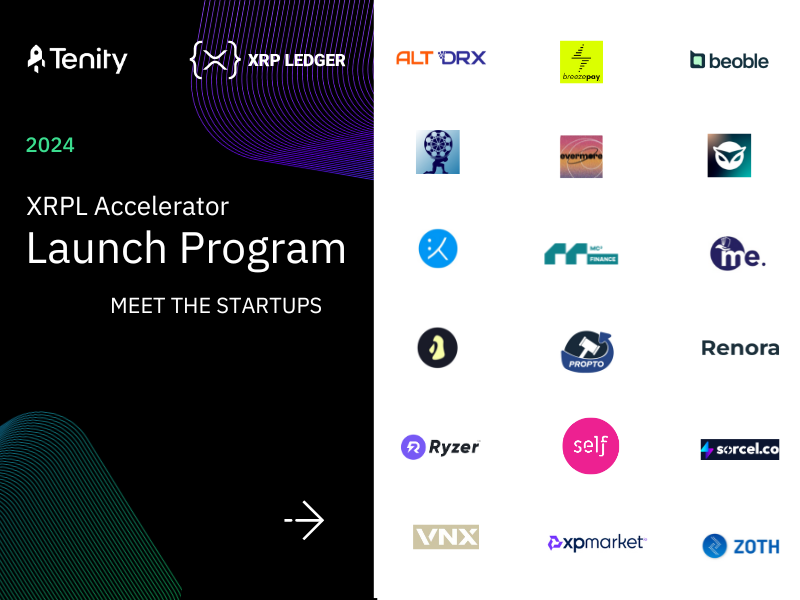 Tenity
XRP LEDGER
2024
XRPL Accelerator
Launch Program
MEET THE STARTUPS
ALT DRX
breezepay
beoble
evermore
MC²
FINANCE
me.
PROPTO
Renora
Ryzer
self
sorcel.co
VNX
xpmarket
ZOTH